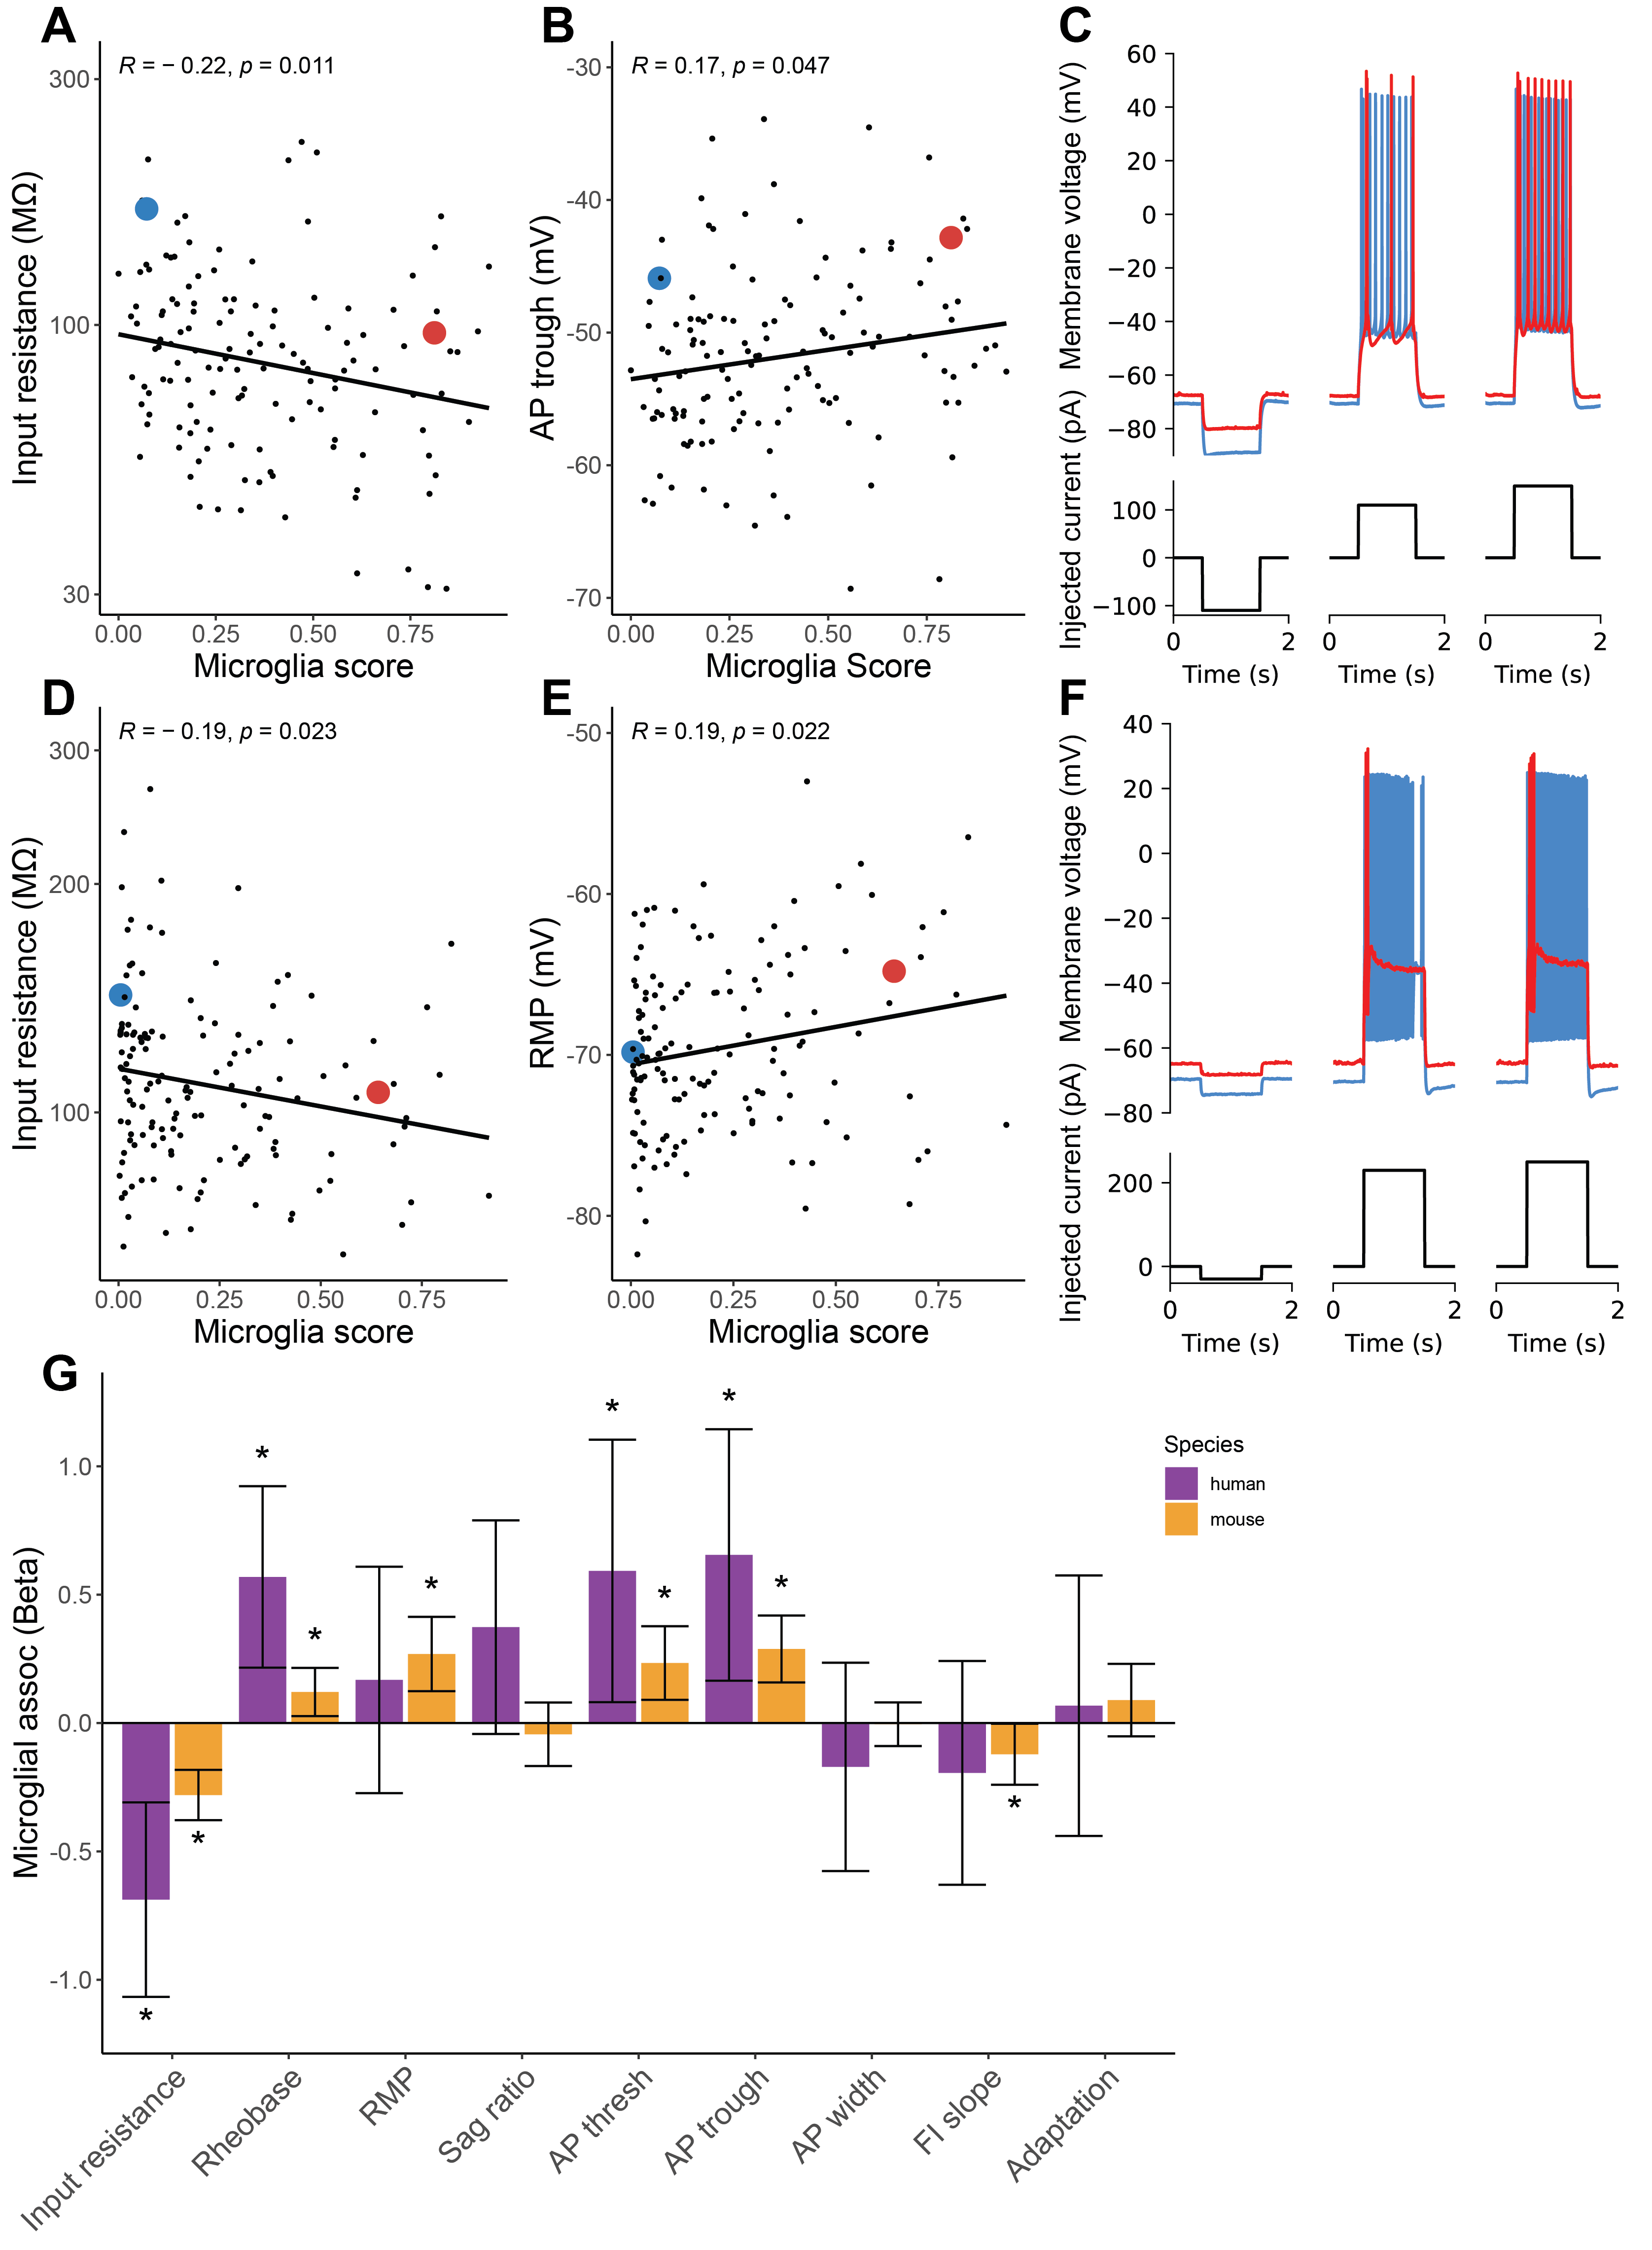 A
R = − 0.22, p = 0.011
Input resistance (MΩ)
300
100
30
0.00 0.25 0.50 0.75
Microglia score
B
R = 0.17, p = 0.047
AP trough (mV)
-30
-40
-50
-60
-70
0.00 0.25 0.50 0.75
Microglia Score
C
Membrane voltage (mV)
60
40
20
0
−20
−40
−60
−80
Injected current (pA)
100
0
−100
0 2 0 2 0 2
Time (s) Time (s) Time (s)
D
R = − 0.19, p = 0.023
Input resistance (MΩ)
300
200
100
0.00 0.25 0.50 0.75
Microglia score
E
R = 0.19, p = 0.022
RMP (mV)
-50
-60
-70
-80
0.00 0.25 0.50 0.75
Microglia score
F
Membrane voltage (mV)
40
20
0
−20
−40
−60
−80
Injected current (pA)
200
0
0 2 0 2 0 2
Time (s) Time (s) Time (s)
G
Microglial assoc (Beta)
1.0
0.5
0.0
-0.5
-1.0
* * * * * * * * * * *
Input resistance
Rheobase
RMP
Sag ratio
AP thresh
AP trough
AP width
FI slope
Adaptation
Species
human
mouse